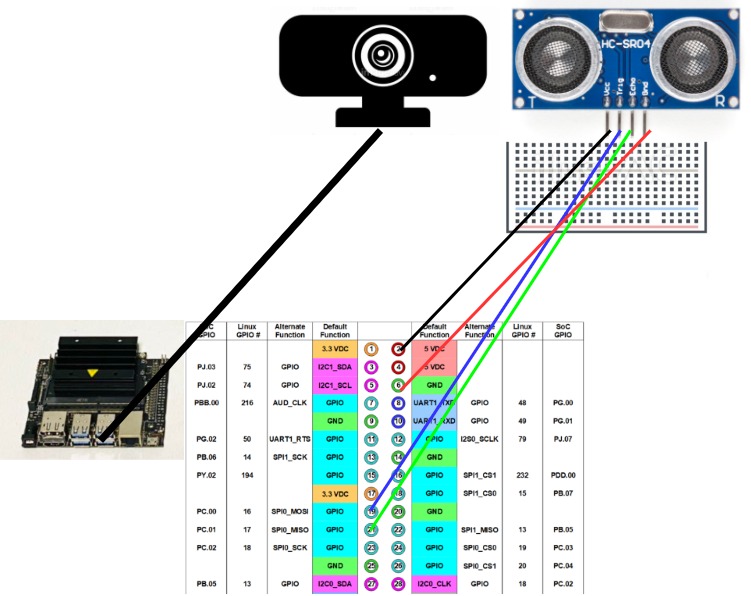 HC-SR04
Vcc Trig Echo Gnd
T R
SoC GPIO Linux GPIO # Alternate Function Default Function Default Function Alternate Function Linux GPIO # SoC GPIO
3.3 VDC 1 2 5 VDC
PJ.03 75 GPIO I2C1_SDA 3 4 5 VDC
PJ.02 74 GPIO I2C1_SCL 5 6 GND
PBB.00 216 AUD_CLK GPIO 7 8 UART1_TXD GPIO 48 PG.00
GND 9 10 UART1_RXD GPIO 49 PG.01
PG.02 50 UART1_RTS GPIO 11 12 GPIO I2S0_SCLK 79 PJ.07
PB.06 14 SPI1_SCK GPIO 13 14 GND
PY.02 194 GPIO 15 16 GPIO SPI1_CS1 232 PDD.00
3.3 VDC 17 18 GPIO SPI1_CS0 15 PB.07
PC.00 16 SPI0_MOSI GPIO 19 20 GND
PC.01 17 SPI0_MISO GPIO 21 22 GPIO SPI1_MISO 13 PB.05
PC.02 18 SPI0_SCK GPIO 23 24 GPIO SPI0_CS0 19 PC.03
GND 25 26 GPIO SPI0_CS1 20 PC.04
PB.05 13 GPIO I2C0_SDA 27 28 I2C0_CLK GPIO 18 PC.02